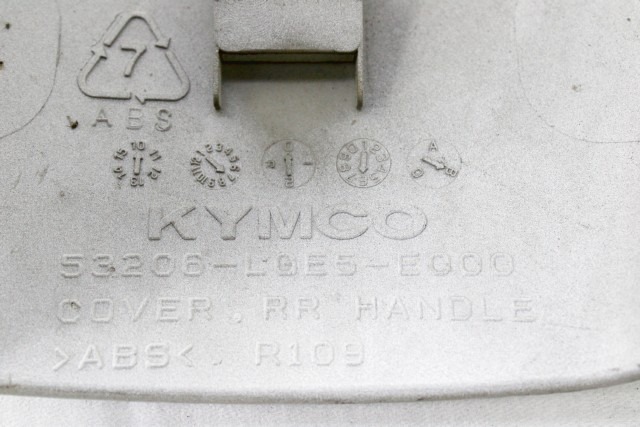 7
ABS
KYMCO
53206-LGE5-E000
COVER, RR HANDLE
>ABS<. R109